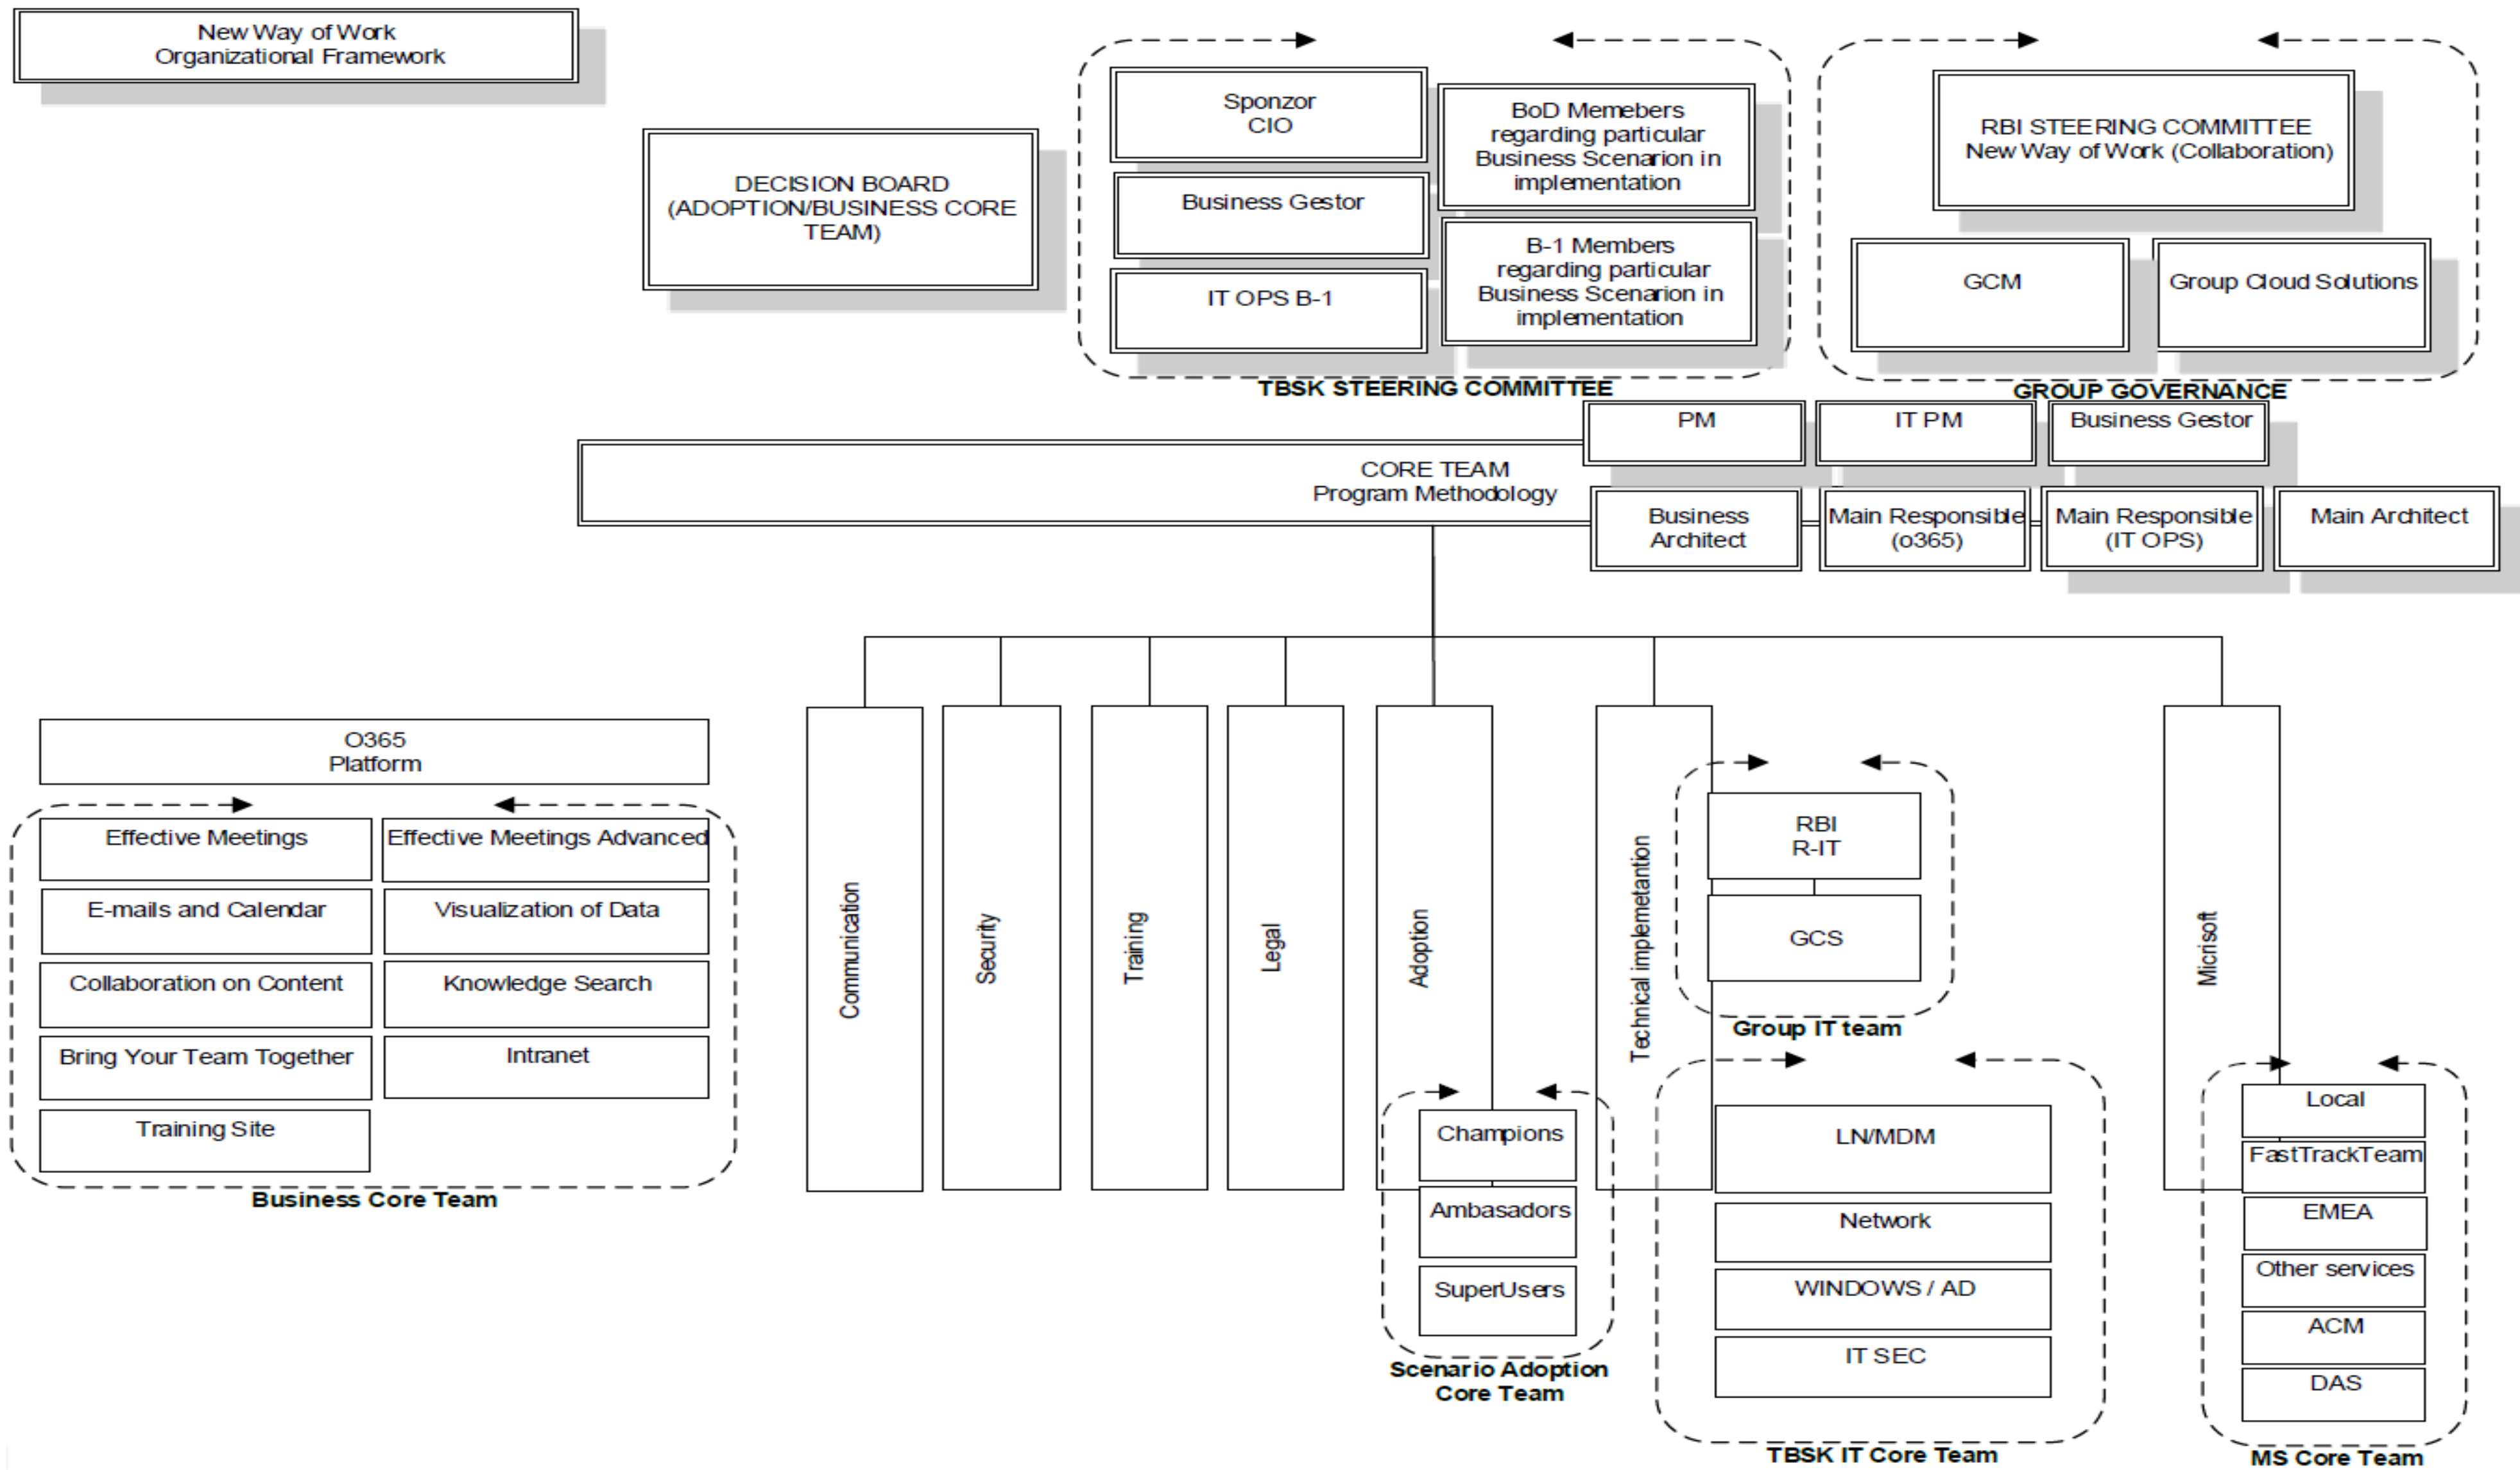 New Way of Work
Organizational Framework
DECISION BOARD
(ADOPTION/BUSINESS CORE
TEAM)
Sponzor
CIO
Business Gestor
IT OPS B-1
BoD Memebers
regarding particular
Business Scenarion in
implementation
B-1 Members
regarding particular
Business Scenarion in
implementation
TBSK STEERING COMMITTEE
RBI STEERING COMMITTEE
New Way of Work (Collaboration)
GCM
Group Cloud Solutions
GROUP GOVERNANCE
CORE TEAM
Program Methodology
PM
IT PM
Business Gestor
Business
Architect
Main Responsible
(o365)
Main Responsible
(IT OPS)
Main Architect
O365
Platform
Effective Meetings
Effective Meetings Advanced
E-mails and Calendar
Visualization of Data
Collaboration on Content
Knowledge Search
Bring Your Team Together
Intranet
Training Site
Business Core Team
Communication
Security
Training
Legal
Adoption
Champions
Ambasadors
SuperUsers
Scenario Adoption
Core Team
Technical implemetantion
RBI
R-IT
GCS
Group IT team
LN/MDM
Network
WINDOWS / AD
IT SEC
TBSK IT Core Team
Micrisoft
Local
FastTrackTeam
EMEA
Other services
ACM
DAS
MS Core Team